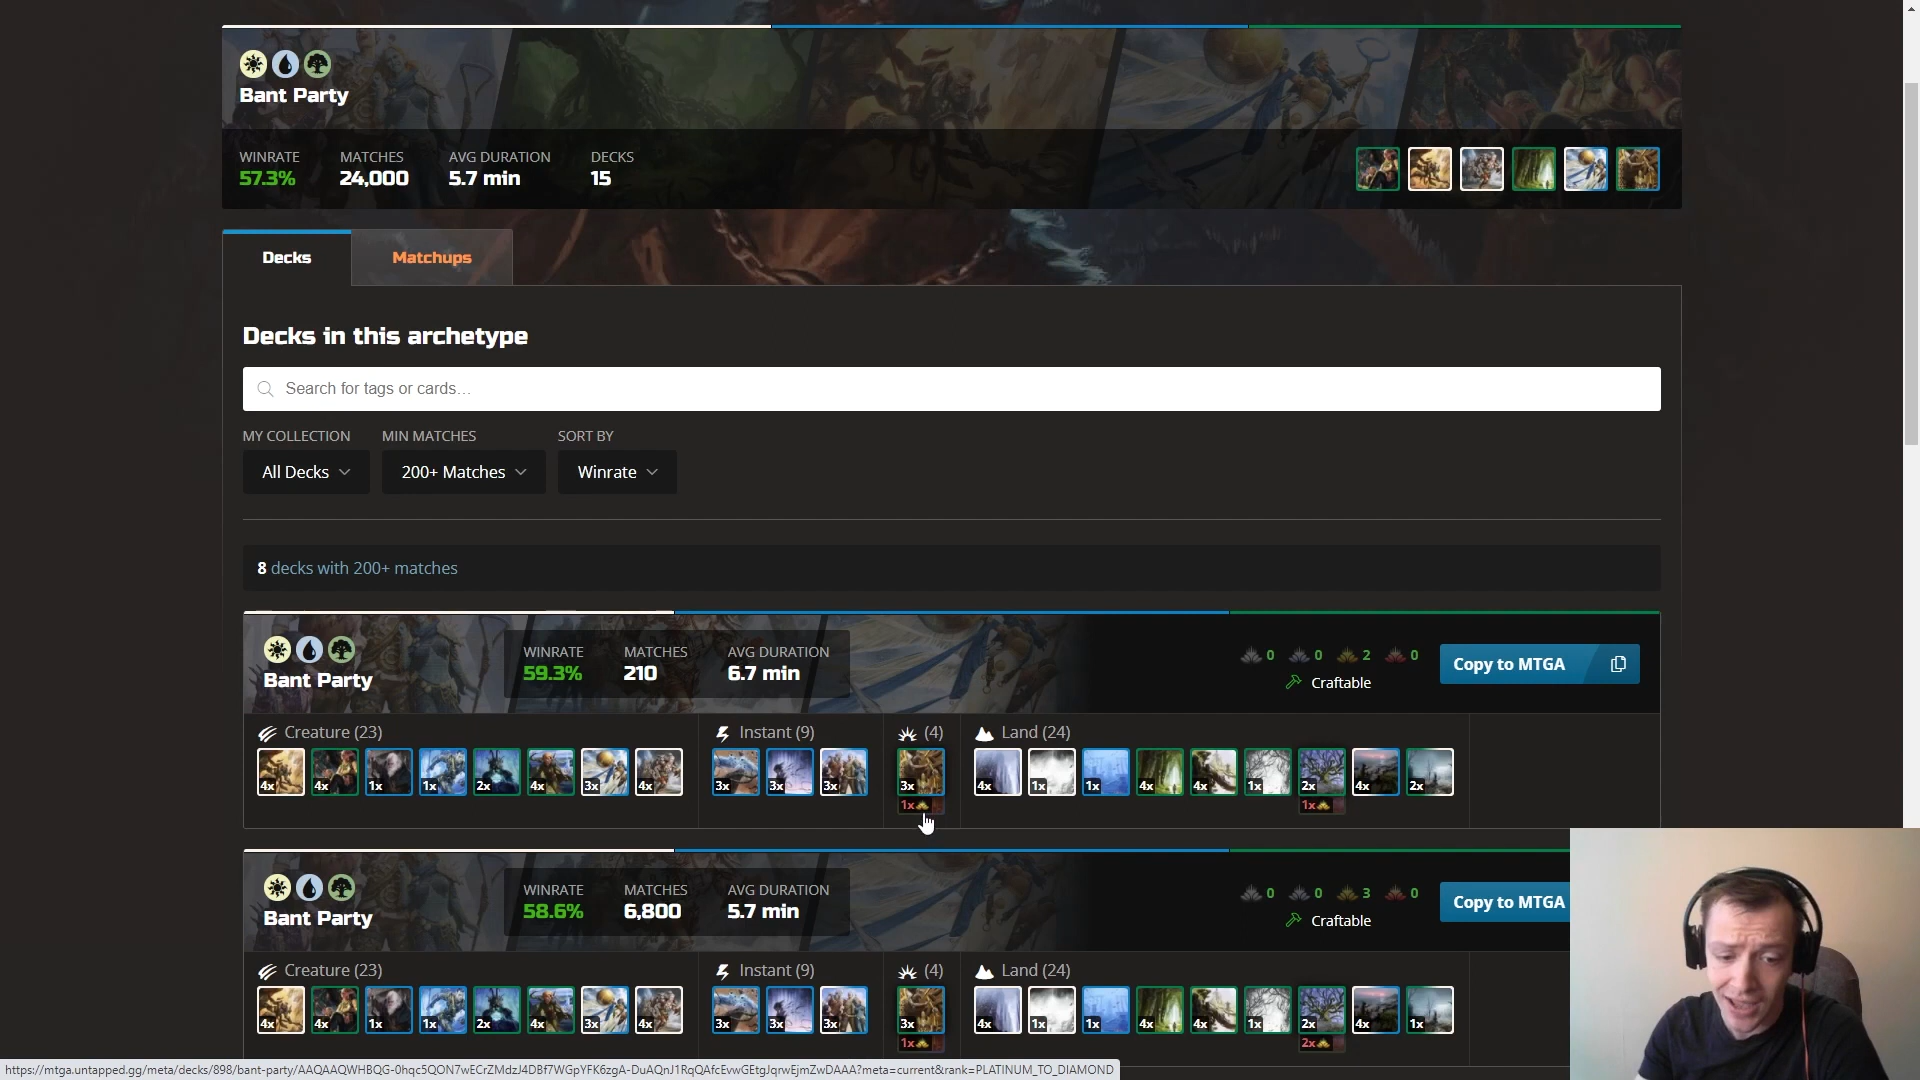 Bant Party
WINRATE MATCHES AVG DURATION DECKS
57.3% 24,000 5.7 min 15
Decks Matchups
Decks in this archetype
Search for tags or cards...
MY COLLECTION MIN MATCHES SORT BY
All Decks 200+ Matches Winrate
8 decks with 200+ matches
WINRATE MATCHES AVG DURATION
59.3% 210 6.7 min
Bant Party
0 0 2 0
Craftable
Copy to MTGA
Creature (23) Instant (9) (4) Land (24)
4x 4x 1x 1x 2x 4x 3x 4x 3x 3x 3x 3x 4x 1x 1x 4x 4x 1x 2x 4x 2x
1x 1x
WINRATE MATCHES AVG DURATION
58.6% 6,800 5.7 min
Bant Party
0 0 3 0
Craftable
Copy to MTGA
Creature (23) Instant (9) (4) Land (24)
4x 4x 1x 1x 2x 4x 3x 4x 3x 3x 3x 3x 4x 1x 1x 4x 4x 1x 2x 4x 1x
1x 2x
https://mtga.untapped.gg/meta/decks/898/bant-party/AAQAAQWHBQG-0hqc5QON7wECrZMdzJ4DBf7WGpYFK6zgA-DuAQnJ1RqQAfcEvwGEtgJqrwEjmZwDAAA?meta=current&rank=PLATINUM_TO_DIAMOND